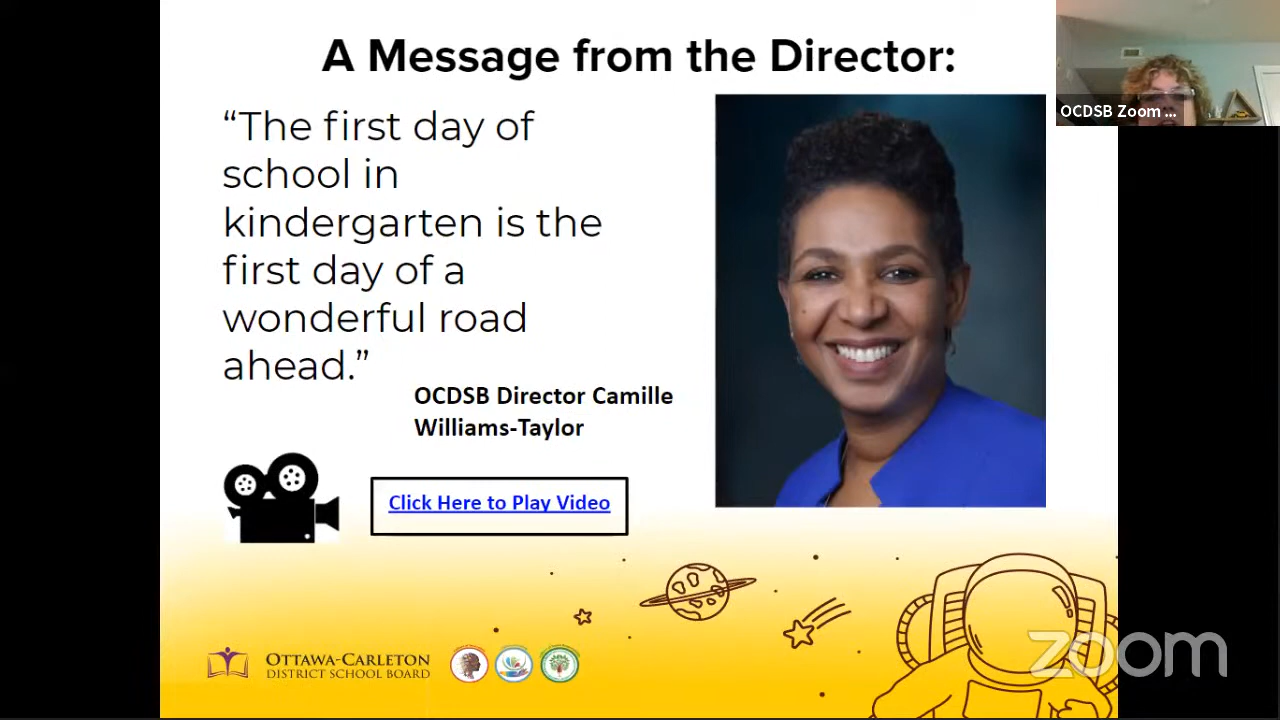 A Message from the Director:
“The first day of
school in
kindergarten is the
first day of a
wonderful road
ahead.”
OCDSB Director Camille
Williams-Taylor
Click Here to Play Video
OTTAWA-CARLETON
DISTRICT SCHOOL BOARD
OCDSB Zoom ...
zoom